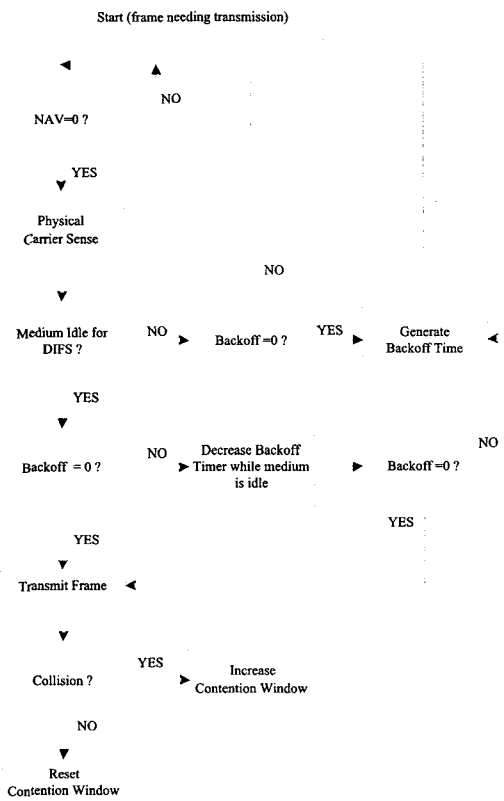 Start (frame needing transmission)
NO
NAV=0 ?
YES
Physical
Carrier Sense
NO
Medium Idle for
DIFS ?
NO
Backoff =0 ?
YES
Generate
Backoff Time
YES
Backoff = 0 ?
NO
Decrease Backoff
Timer while medium
is idle
Backoff=0 ?
NO
YES
YES
Transmit Frame
Collision ?
YES
Increase
Contention Window
NO
Reset
Contention Window